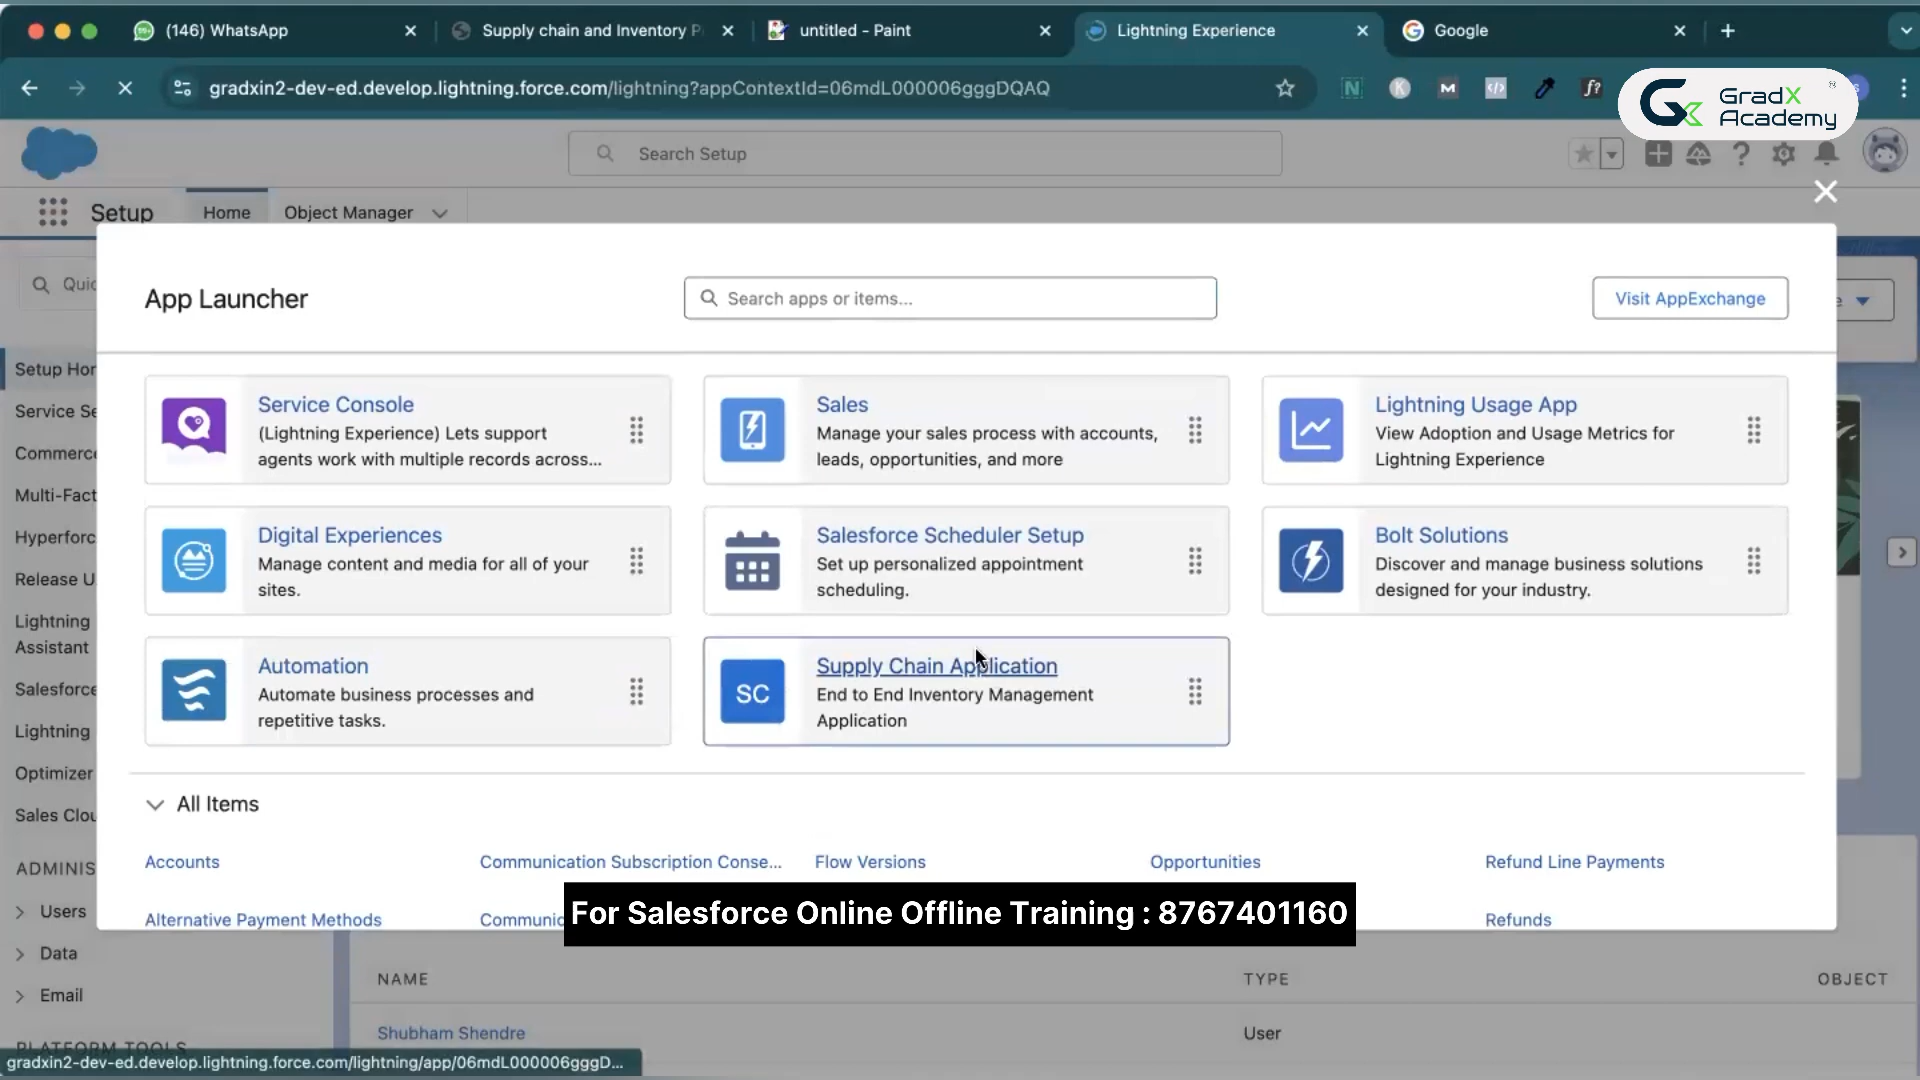 (146) WhatsApp
Supply chain and Inventory P
untitled - Paint
Lightning Experience
Google
gradxin2-dev-ed.develop.lightning.force.com/lightning?appContextId=06mdL000006gggDQAQ
GradX
Academy
Search Setup
Setup
Home
Object Manager
Quic
App Launcher
Search apps or items...
Visit AppExchange
Setup Hor
Service Se
Commerce
Multi-Fact
Hyperforc
Release U
Lightning
Assistant
Salesforce
Lightning
Optimizer
Sales Clou
ADMINIS
Users
Data
Email
PLATFORM TOOLS
Service Console
(Lightning Experience) Lets support
agents work with multiple records across...
Sales
Manage your sales process with accounts,
leads, opportunities, and more
Lightning Usage App
View Adoption and Usage Metrics for
Lightning Experience
Digital Experiences
Manage content and media for all of your
sites.
Salesforce Scheduler Setup
Set up personalized appointment
scheduling.
Bolt Solutions
Discover and manage business solutions
designed for your industry.
Automation
Automate business processes and
repetitive tasks.
SC
Supply Chain Application
End to End Inventory Management
Application
All Items
Accounts
Communication Subscription Conse...
Flow Versions
Opportunities
Refund Line Payments
Alternative Payment Methods
Communic
Refunds
For Salesforce Online Offline Training : 8767401160
NAME
TYPE
OBJECT
Shubham Shendre
User
gradxin2-dev-ed.develop.lightning.force.com/lightning/app/06mdL000006gggD...